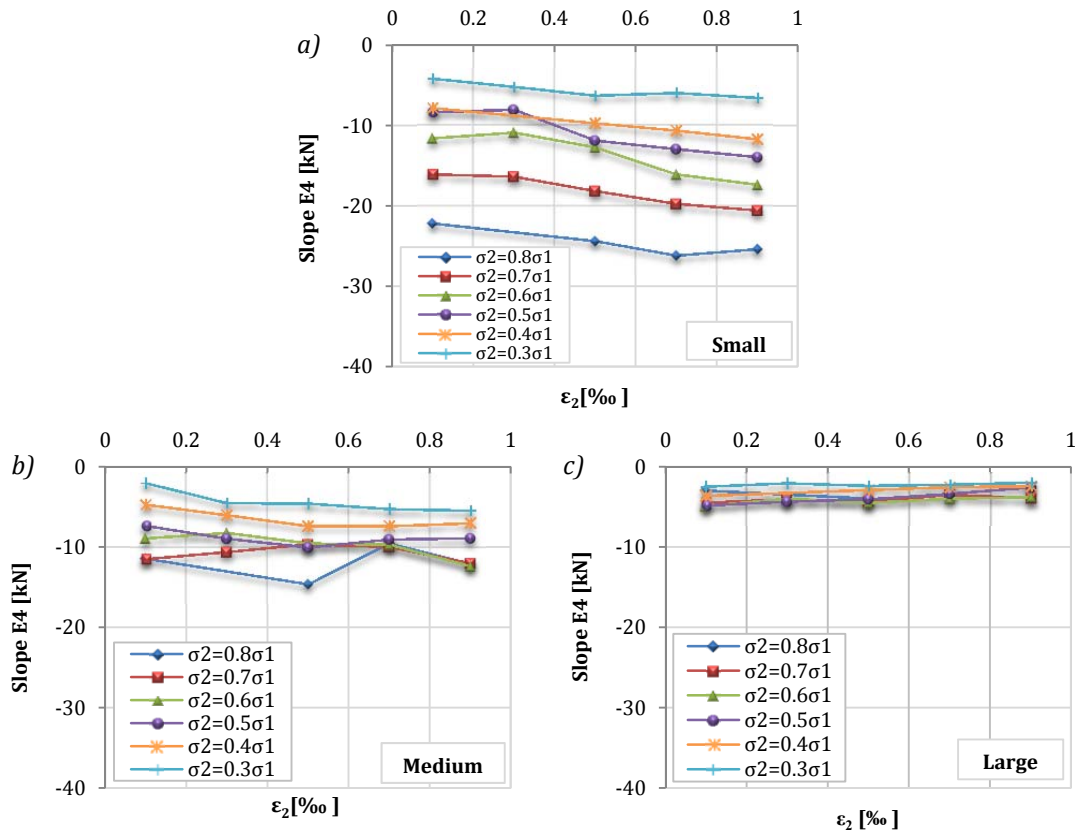 0 0.2 0.4 0.6 0.8 1
a)
0
-10
-20
-30
-40
Slope E4 [kN]
σ2=0.8σ1
σ2=0.7σ1
σ2=0.6σ1
σ2=0.5σ1
σ2=0.4σ1
σ2=0.3σ1
Small
ε₂[‰ ]
0 0.2 0.4 0.6 0.8 1
b)
0
-10
-20
-30
-40
Slope E4 [kN]
σ2=0.8σ1
σ2=0.7σ1
σ2=0.6σ1
σ2=0.5σ1
σ2=0.4σ1
σ2=0.3σ1
Medium
ε₂[‰ ]
0 0.2 0.4 0.6 0.8 1
c)
0
-10
-20
-30
-40
Slope E4 [kN]
σ2=0.8σ1
σ2=0.7σ1
σ2=0.6σ1
σ2=0.5σ1
σ2=0.4σ1
σ2=0.3σ1
Large
ε₂ [‰ ]